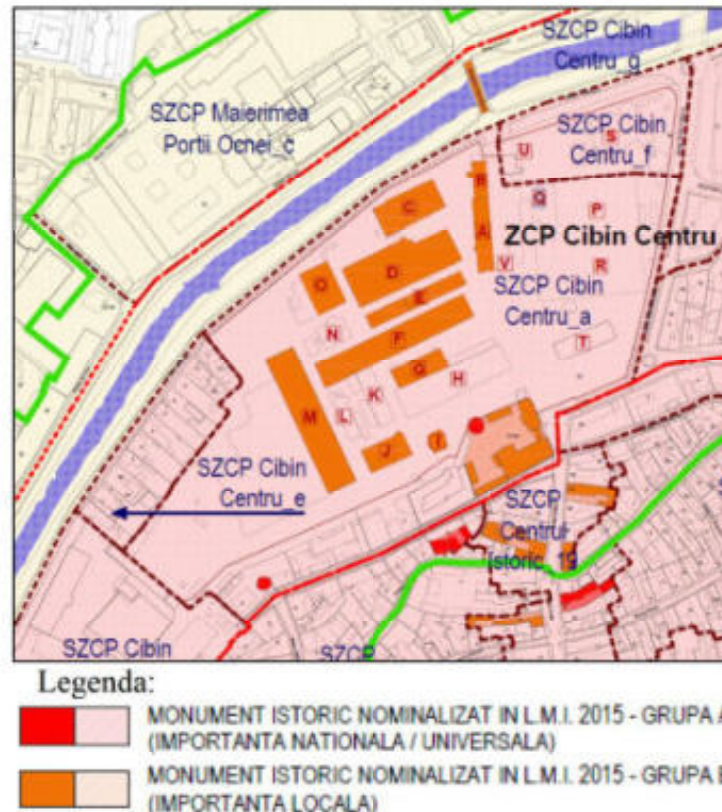 SZCP Cibin
Centru_g
SZCP Maierimea
Portii Ocnei_c
SZCP Cibin
Centru_f
S
U
B
Q
P
C
A
ZCP Cibin Centru
V
R
D
O
SZCP Cibin
Centru_a
E
N
F
T
G
H
K
M
L
J
I
SZCP Cibin
Centru_e
SZCP
Centrul
Istoric_19
SZCP Cibin
SZCP
Legenda:
MONUMENT ISTORIC NOMINALIZAT IN L.M.I. 2015 - GRUPA A
(IMPORTANTA NATIONALA / UNIVERSALA)
MONUMENT ISTORIC NOMINALIZAT IN L.M.I. 2015 - GRUPA B
(IMPORTANTA LOCALA)